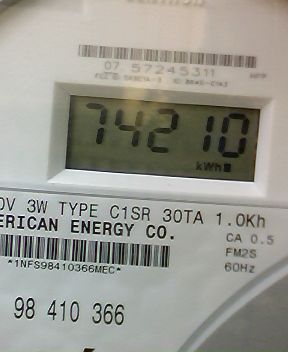 07 57245311
74210
kWh
0V 3W TYPE C1SR 30TA 1.0Kh
ERICAN ENERGY CO.
CA 0.5
*1NFS98410366MEC*
FM2S
60Hz
98 410 366